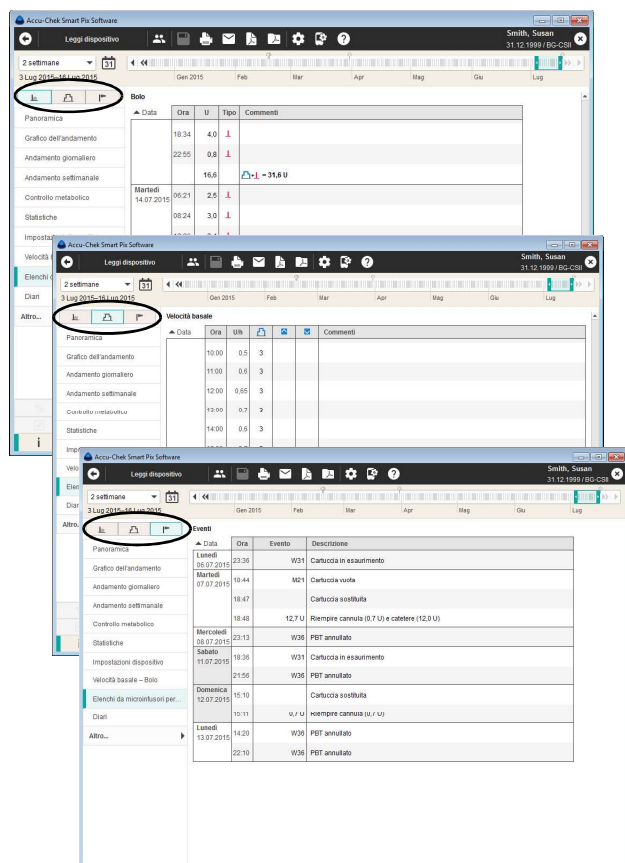 Accu-Chek Smart Pix Software
Leggi dispositivo
Smith, Susan
31.12.1999 / BG-CSII
2 settimane
31
3 Lug 2015–16 Lug 2015
Gen 2015 Feb Mar Apr Mag Giu Lug
Panoramica
Grafico dell'andamento
Andamento giornaliero
Andamento settimanale
Controllo metabolico
Statistiche
Diari
Altro...
Bolo
Data Ora U Tipo Commenti
18:34 4,0
22:55 0,8
16,6 + = 31,6 U
Martedì
14.07.2015
06:21 2,5
08:24 3,0
Accu-Chek Smart Pix Software
Leggi dispositivo
Smith, Susan
31.12.1999 / BG-CSII
2 settimane
31
3 Lug 2015–16 Lug 2015
Gen 2015 Feb Mar Apr Mag Giu Lug
Panoramica
Grafico dell'andamento
Andamento giornaliero
Andamento settimanale
Controllo metabolico
Statistiche
Altro...
Velocità basale
Data Ora U/h Commenti
10:00 0,5 3
11:00 0,6 3
12:00 0,65 3
13:00 0,7 3
14:00 0,6 3
Accu-Chek Smart Pix Software
Leggi dispositivo
Smith, Susan
31.12.1999 / BG-CSII
2 settimane
31
3 Lug 2015–16 Lug 2015
Gen 2015 Feb Mar Apr Mag Giu Lug
Panoramica
Grafico dell'andamento
Andamento giornaliero
Andamento settimanale
Controllo metabolico
Statistiche
Impostazioni dispositivo
Velocità basale – Bolo
Elenchi da microinfusori per...
Diari
Altro...
Eventi
Data Ora Evento Descrizione
Lunedì
06.07.2015
23:36 W31 Cartuccia in esaurimento
Martedì
07.07.2015
10:44 M21 Cartuccia vuota
18:47 Cartuccia sostituita
18:48 12,7 U Riempire cannula (0,7 U) e catetere (12,0 U)
Mercoledì
08.07.2015
23:13 W36 PBT annullato
Sabato
11.07.2015
18:36 W31 Cartuccia in esaurimento
21:56 W36 PBT annullato
Domenica
12.07.2015
15:10 Cartuccia sostituita
15:11 0,7 U Riempire cannula (0,7 U)
Lunedì
13.07.2015
14:20 W36 PBT annullato
22:10 W36 PBT annullato